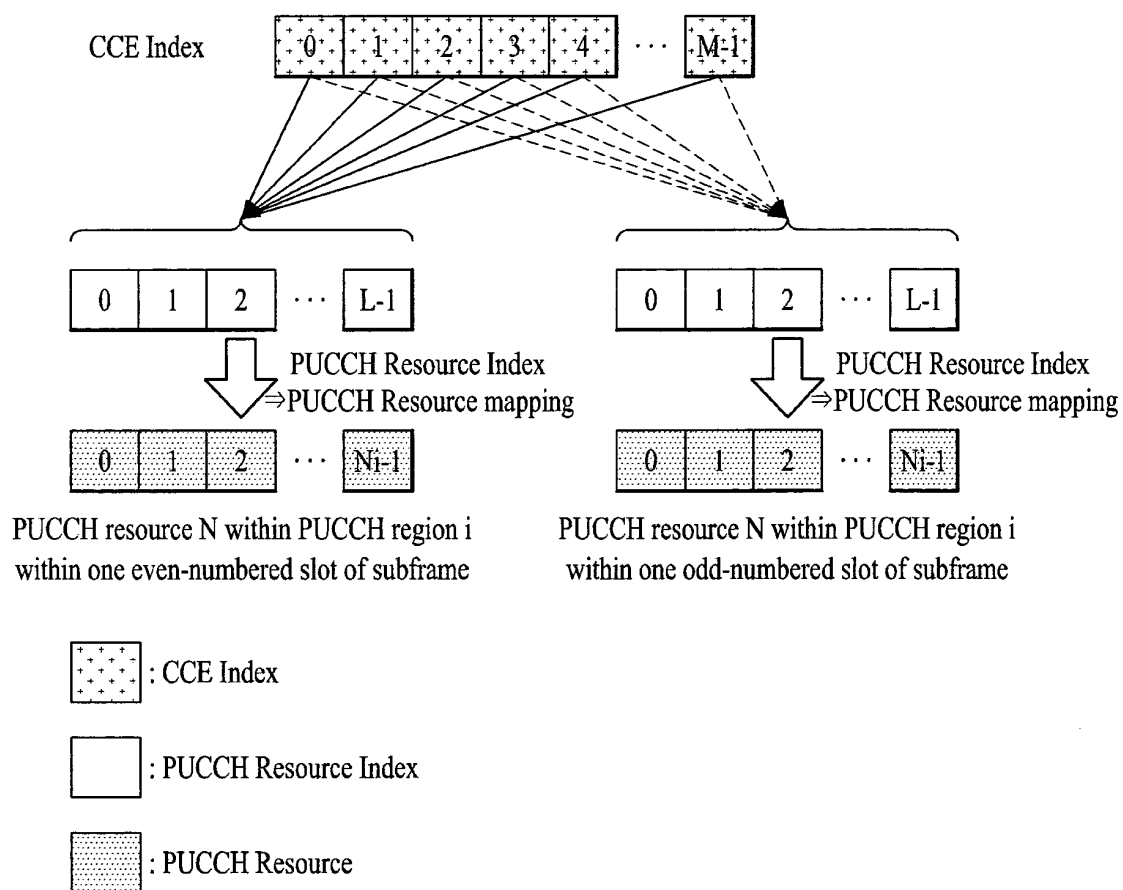 CCE Index 0 1 2 3 4 ··· M-1
0 1 2 ··· L-1
0 1 2 ··· L-1
PUCCH Resource Index
⇒PUCCH Resource mapping
PUCCH Resource Index
⇒PUCCH Resource mapping
0 1 2 ··· Ni-1
0 1 2 ··· Ni-1
PUCCH resource N within PUCCH region i
within one even-numbered slot of subframe
PUCCH resource N within PUCCH region i
within one odd-numbered slot of subframe
: CCE Index
: PUCCH Resource Index
: PUCCH Resource